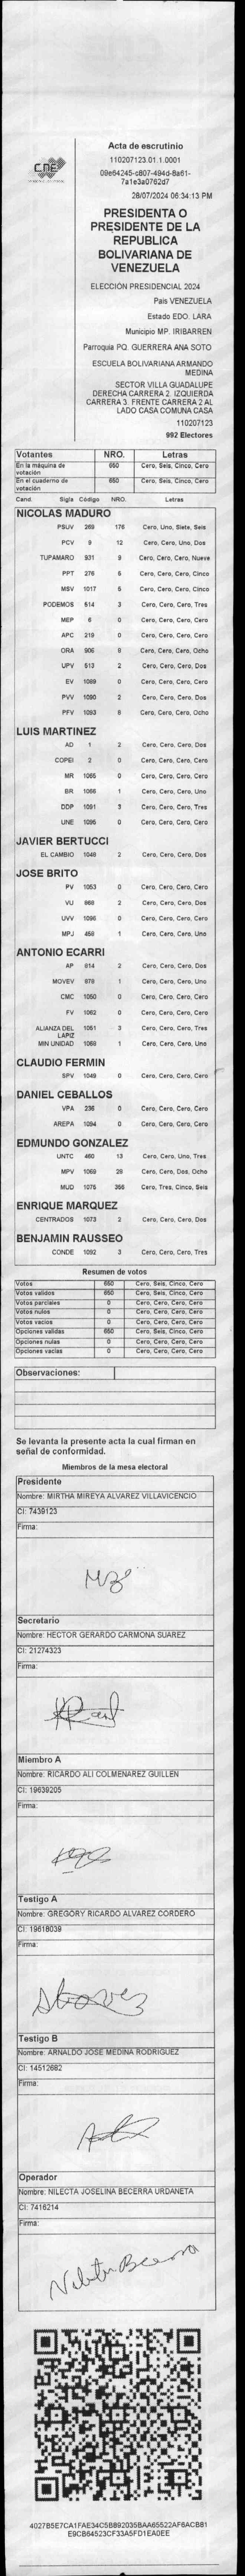 CNE
Acta de escrutinio
110207123.01.1.0001
09e64245-c807-494d-8a61-
7a1e3a0762d7
28/07/2024 06:34:13 PM
PRESIDENTA O
PRESIDENTE DE LA
REPUBLICA
BOLIVARIANA DE
VENEZUELA
ELECCIÓN PRESIDENCIAL 2024
Pais VENEZUELA
Estado EDO. LARA
Municipio MP. IRIBARREN
Parroquia PQ. GUERRERA ANA SOTO
ESCUELA BOLIVARIANA ARMANDO
MEDINA
SECTOR VILLA GUADALUPE
DERECHA CARRERA 2. IZQUIERDA
CARRERA 3. FRENTE CARRERA 2 AL
LADO CASA COMUNA CASA
110207123
992 Electores
Votantes NRO. Letras
En la máquina de votación 650 Cero, Seis, Cinco, Cero
En el cuaderno de votación 650 Cero, Seis, Cinco, Cero
Cand. Sigla Código NRO. Letras
NICOLAS MADURO
PSUV 269 176 Cero, Uno, Siete, Seis
PCV 9 12 Cero, Cero, Uno, Dos
TUPAMARO 931 9 Cero, Cero, Cero, Nueve
PPT 276 5 Cero, Cero, Cero, Cinco
MSV 1017 5 Cero, Cero, Cero, Cinco
PODEMOS 514 3 Cero, Cero, Cero, Tres
MEP 6 0 Cero, Cero, Cero, Cero
APC 219 0 Cero, Cero, Cero, Cero
ORA 906 8 Cero, Cero, Cero, Ocho
UPV 513 2 Cero, Cero, Cero, Dos
EV 1089 0 Cero, Cero, Cero, Cero
PVV 1090 2 Cero, Cero, Cero, Dos
PFV 1093 8 Cero, Cero, Cero, Ocho
LUIS MARTINEZ
AD 1 2 Cero, Cero, Cero, Dos
COPEI 2 0 Cero, Cero, Cero, Cero
MR 1065 0 Cero, Cero, Cero, Cero
BR 1066 1 Cero, Cero, Cero, Uno
DDP 1091 3 Cero, Cero, Cero, Tres
UNE 1095 0 Cero, Cero, Cero, Cero
JAVIER BERTUCCI
EL CAMBIO 1048 2 Cero, Cero, Cero, Dos
JOSE BRITO
PV 1053 0 Cero, Cero, Cero, Cero
VU 868 2 Cero, Cero, Cero, Dos
UVV 1096 0 Cero, Cero, Cero, Cero
MPJ 458 1 Cero, Cero, Cero, Uno
ANTONIO ECARRI
AP 814 2 Cero, Cero, Cero, Dos
MOVEV 878 1 Cero, Cero, Cero, Uno
CMC 1050 0 Cero, Cero, Cero, Cero
FV 1062 0 Cero, Cero, Cero, Cero
ALIANZA DEL LAPIZ 1051 3 Cero, Cero, Cero, Tres
MIN UNIDAD 1068 1 Cero, Cero, Cero, Uno
CLAUDIO FERMIN
SPV 1049 0 Cero, Cero, Cero, Cero
DANIEL CEBALLOS
VPA 236 0 Cero, Cero, Cero, Cero
AREPA 1094 0 Cero, Cero, Cero, Cero
EDMUNDO GONZALEZ
UNTC 460 13 Cero, Cero, Uno, Tres
MPV 1069 28 Cero, Cero, Dos, Ocho
MUD 1075 356 Cero, Tres, Cinco, Seis
ENRIQUE MARQUEZ
CENTRADOS 1073 2 Cero, Cero, Cero, Dos
BENJAMIN RAUSSEO
CONDE 1092 3 Cero, Cero, Cero, Tres
Resumen de votos
Votos 650 Cero, Seis, Cinco, Cero
Votos validos 650 Cero, Seis, Cinco, Cero
Votos parciales 0 Cero, Cero, Cero, Cero
Votos nulos 0 Cero, Cero, Cero, Cero
Votos vacios 0 Cero, Cero, Cero, Cero
Opciones validas 650 Cero, Seis, Cinco, Cero
Opciones nulas 0 Cero, Cero, Cero, Cero
Opciones vacias 0 Cero, Cero, Cero, Cero
Observaciones:
Se levanta la presente acta la cual firman en
señal de conformidad.
Miembros de la mesa electoral
Presidente
Nombre: MIRTHA MIREYA ALVAREZ VILLAVICENCIO
CI: 7439123
Firma:
Secretario
Nombre: HECTOR GERARDO CARMONA SUAREZ
CI: 21274323
Firma:
Miembro A
Nombre: RICARDO ALI COLMENAREZ GUILLEN
CI: 19639205
Firma:
Testigo A
Nombre: GREGORY RICARDO ALVAREZ CORDERO
CI: 19618039
Firma:
Testigo B
Nombre: ARNALDO JOSE MEDINA RODRIGUEZ
CI: 14512682
Firma:
Operador
Nombre: NILECTA JOSELINA BECERRA URDANETA
CI: 7416214
Firma:
4027B5E7CA1FAE34C5B892035BAA65522AF6ACB81
E9CB64523CF33A5FD1EA0EE